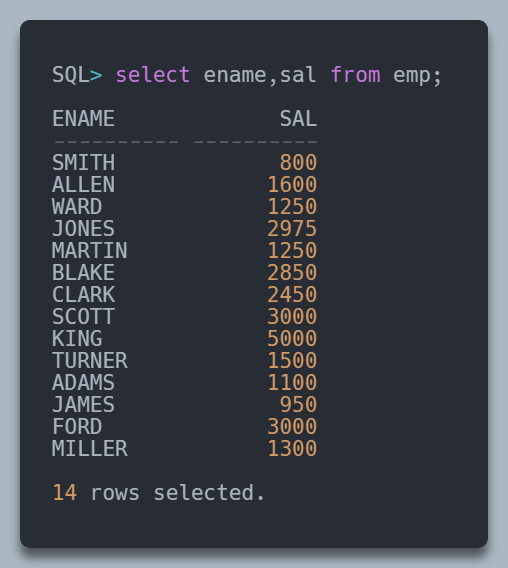 SQL> select ename,sal from emp;
ENAME             SAL
---------- ----------
SMITH             800
ALLEN            1600
WARD             1250
JONES            2975
MARTIN           1250
BLAKE            2850
CLARK            2450
SCOTT            3000
KING             5000
TURNER           1500
ADAMS            1100
JAMES             950
FORD             3000
MILLER           1300
14 rows selected.